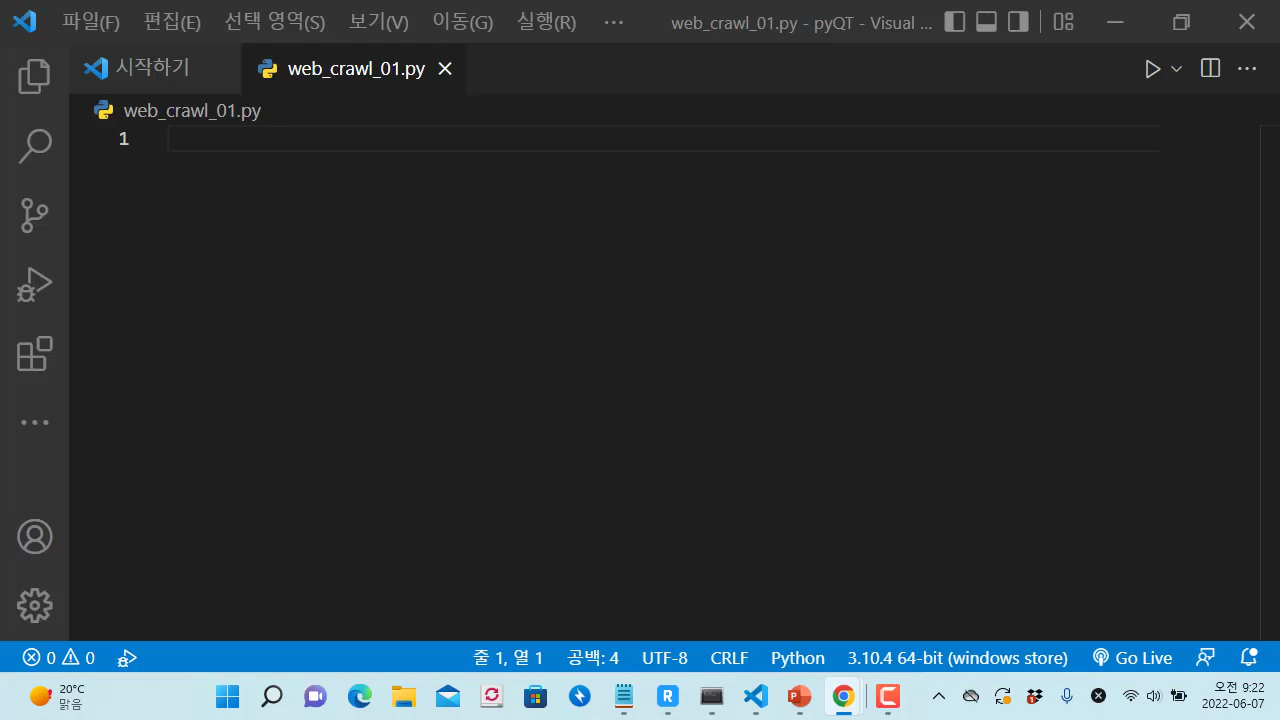 파일(F) 편집(E) 선택 영역(S) 보기(V) 이동(G) 실행(R) ··· web_crawl_01.py - pyQT - Visual ...
시작하기 web_crawl_01.py
web_crawl_01.py
1
0 0 줄 1, 열 1 공백: 4 UTF-8 CRLF Python 3.10.4 64-bit (windows store) Go Live
20°C
맑음
오전 9:22
2022-06-07